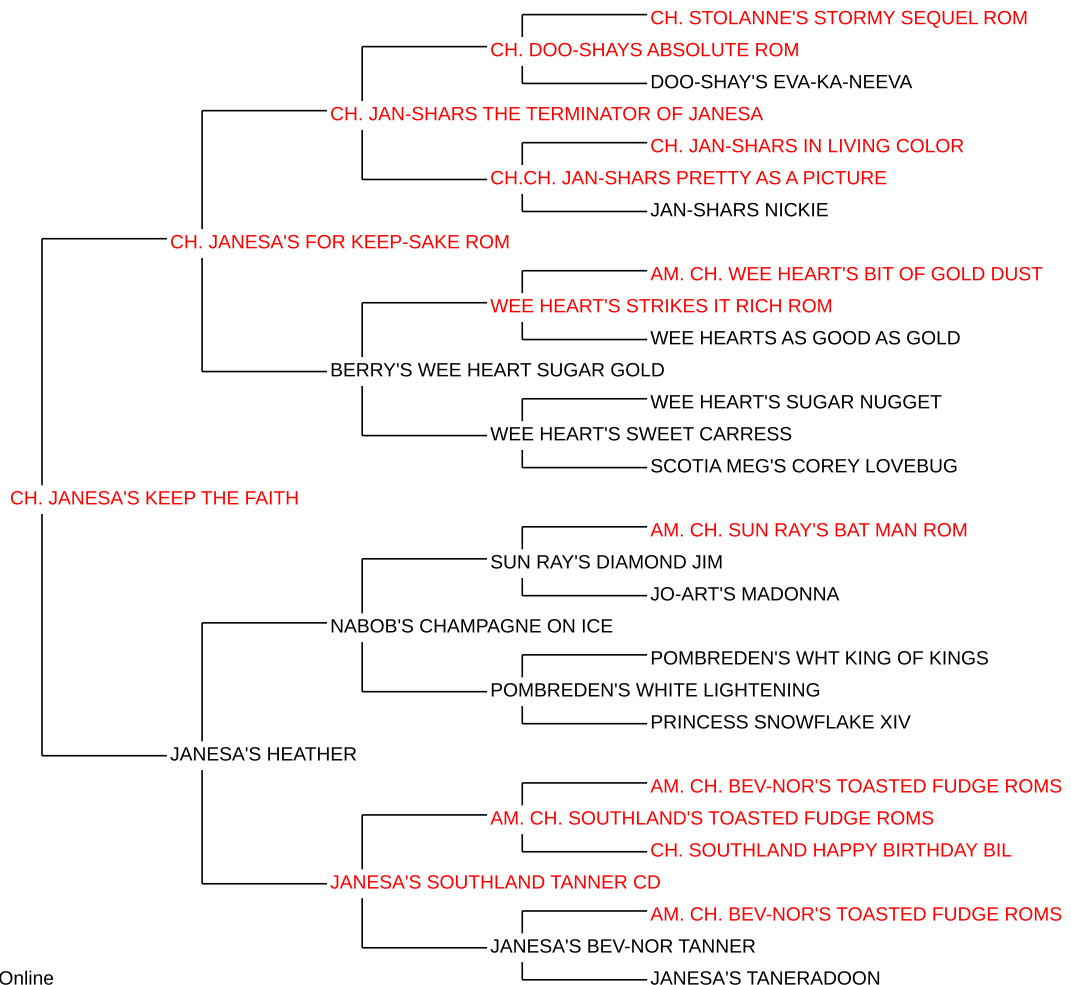 CH. STOLANNE'S STORMY SEQUEL ROM
CH. DOO-SHAYS ABSOLUTE ROM
DOO-SHAY'S EVA-KA-NEEVA
CH. JAN-SHARS THE TERMINATOR OF JANESA
CH. JAN-SHARS IN LIVING COLOR
CH.CH. JAN-SHARS PRETTY AS A PICTURE
JAN-SHARS NICKIE
CH. JANESA'S FOR KEEP-SAKE ROM
AM. CH. WEE HEART'S BIT OF GOLD DUST
WEE HEART'S STRIKES IT RICH ROM
WEE HEARTS AS GOOD AS GOLD
BERRY'S WEE HEART SUGAR GOLD
WEE HEART'S SUGAR NUGGET
WEE HEART'S SWEET CARRESS
SCOTIA MEG'S COREY LOVEBUG
CH. JANESA'S KEEP THE FAITH
AM. CH. SUN RAY'S BAT MAN ROM
SUN RAY'S DIAMOND JIM
JO-ART'S MADONNA
NABOB'S CHAMPAGNE ON ICE
POMBREDEN'S WHT KING OF KINGS
POMBREDEN'S WHITE LIGHTENING
PRINCESS SNOWFLAKE XIV
JANESA'S HEATHER
AM. CH. BEV-NOR'S TOASTED FUDGE ROMS
AM. CH. SOUTHLAND'S TOASTED FUDGE ROMS
CH. SOUTHLAND HAPPY BIRTHDAY BIL
JANESA'S SOUTHLAND TANNER CD
AM. CH. BEV-NOR'S TOASTED FUDGE ROMS
JANESA'S BEV-NOR TANNER
JANESA'S TANERADOON
Online